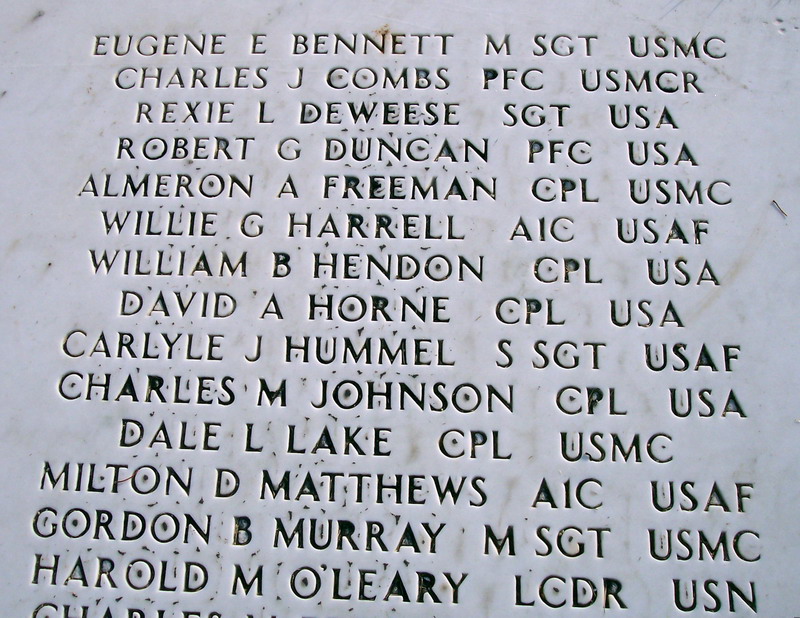 EUGENE E BENNETT M SGT USMC
CHARLES J COMBS PFC USMCR
REXIE L DEWEESE SGT USA
ROBERT G DUNCAN PFC USA
ALMERON A FREEMAN CPL USMC
WILLIE G HARRELL A1C USAF
WILLIAM B HENDON CPL USA
DAVID A HORNE CPL USA
CARLYLE J HUMMEL S SGT USAF
CHARLES M JOHNSON CPL USA
DALE L LAKE CPL USMC
MILTON D MATTHEWS A1C USAF
GORDON B MURRAY M SGT USMC
HAROLD M O'LEARY LCDR USN
CHARLES